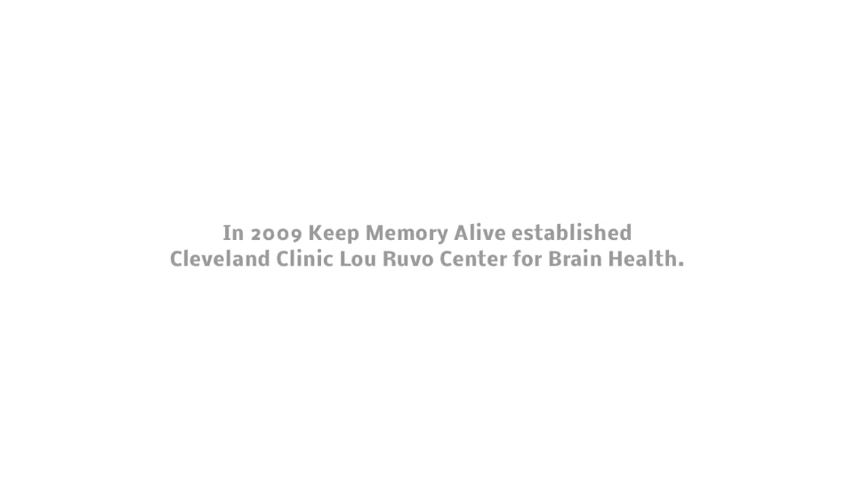 In 2009 Keep Memory Alive established
Cleveland Clinic Lou Ruvo Center for Brain Health.